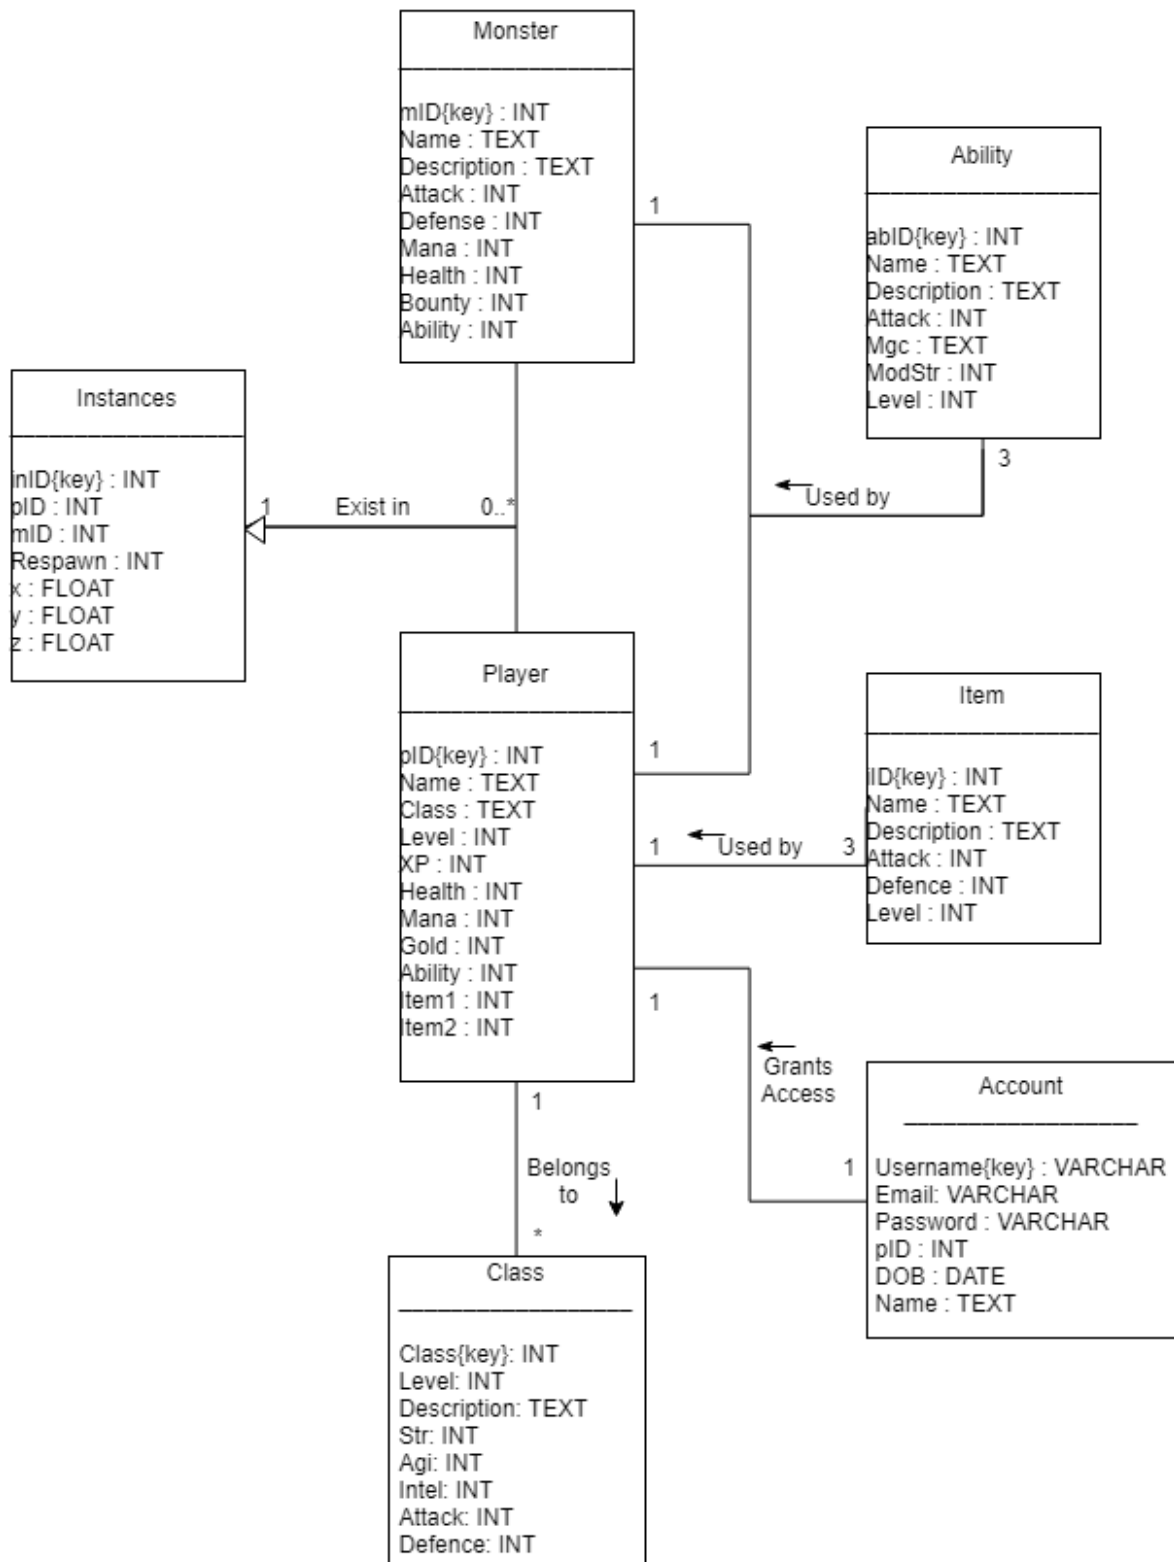 Monster
mID{key} : INT
Name : TEXT
Description : TEXT
Attack : INT
Defense : INT
Mana : INT
Health : INT
Bounty : INT
Ability : INT
1
Ability
abID{key} : INT
Name : TEXT
Description : TEXT
Attack : INT
Mgc : TEXT
ModStr : INT
Level : INT
3
Used by
Instances
inID{key} : INT
pID : INT
mID : INT
Respawn : INT
x : FLOAT
y : FLOAT
z : FLOAT
1
Exist in
0..*
Player
pID{key} : INT
Name : TEXT
Class : TEXT
Level : INT
XP : INT
Health : INT
Mana : INT
Gold : INT
Ability : INT
Item1 : INT
Item2 : INT
1
1
Used by
3
Item
iID{key} : INT
Name : TEXT
Description : TEXT
Attack : INT
Defence : INT
Level : INT
1
Grants
Access
1
Account
Username{key} : VARCHAR
Email: VARCHAR
Password : VARCHAR
pID : INT
DOB : DATE
Name : TEXT
1
Belongs
to
*
Class
Class{key}: INT
Level: INT
Description: TEXT
Str: INT
Agi: INT
Intel: INT
Attack: INT
Defence: INT